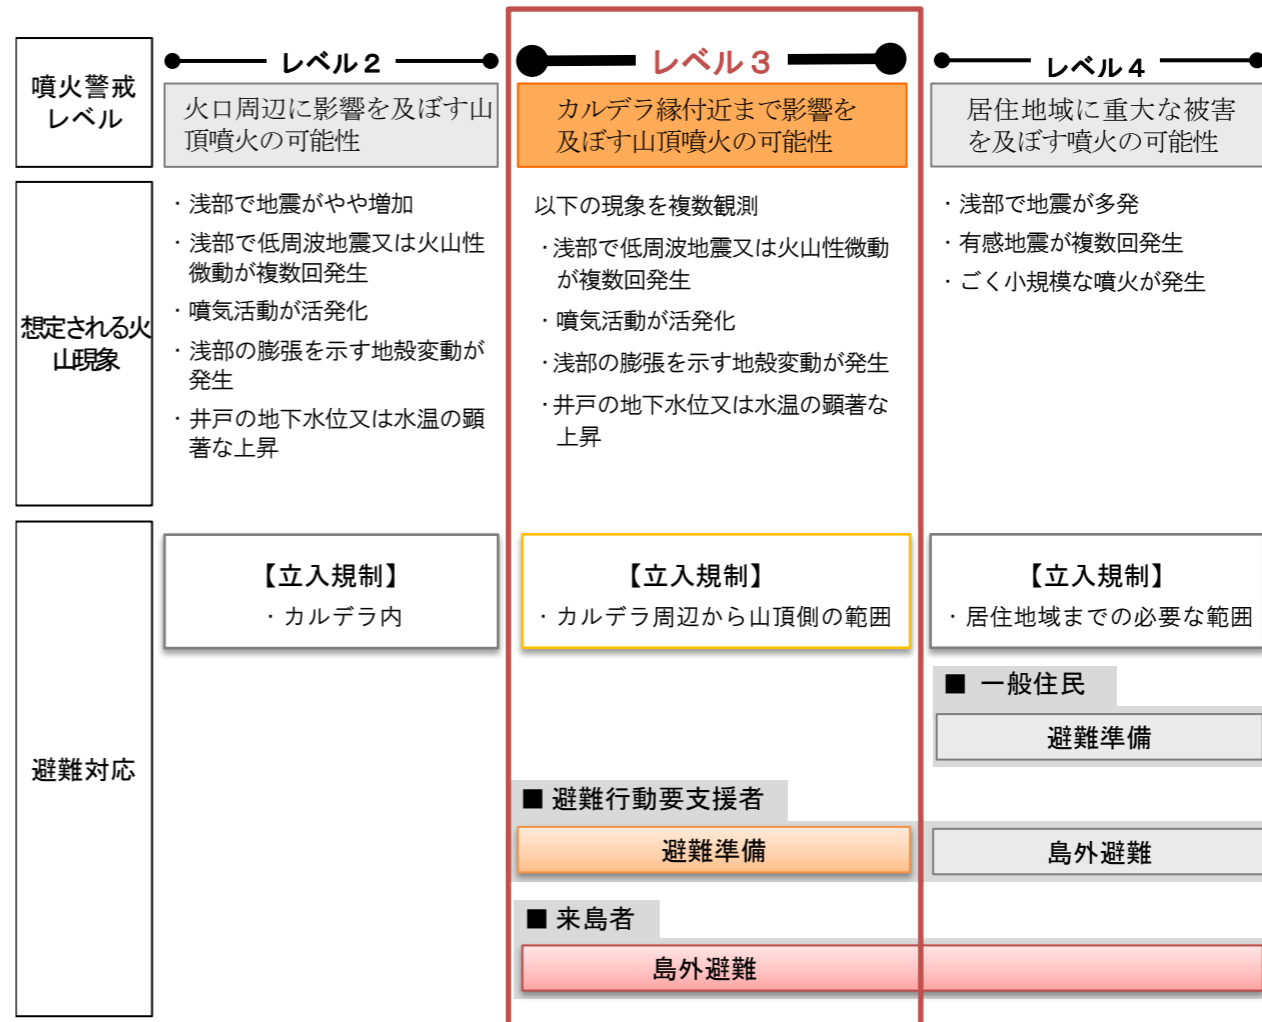 噴火警戒
レベル
レベル2
レベル3
レベル4
火口周辺に影響を及ぼす山
頂噴火の可能性
カルデラ縁付近まで影響を
及ぼす山頂噴火の可能性
居住地域に重大な被害
を及ぼす噴火の可能性
想定される火
山現象
・浅部で地震がやや増加
・浅部で低周波地震又は火山性
微動が複数回発生
・噴気活動が活発化
・浅部の膨張を示す地殻変動が
発生
・井戸の地下水位又は水温の顕
著な上昇
以下の現象を複数観測
・浅部で低周波地震又は火山性微動
が複数回発生
・噴気活動が活発化
・浅部の膨張を示す地殻変動が発生
・井戸の地下水位又は水温の顕著な
上昇
・浅部で地震が多発
・有感地震が複数回発生
・ごく小規模な噴火が発生
避難対応
【立入規制】
・カルデラ内
【立入規制】
・カルデラ周辺から山頂側の範囲
【立入規制】
・居住地域までの必要な範囲
■ 一般住民
避難準備
■ 避難行動要支援者
避難準備
島外避難
■ 来島者
島外避難